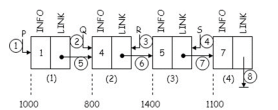 INFO LINK INFO LINK INFO LINK INFO LINK
P Q R S
1 2 3 4
1 4 5 7
5 6 7 8
(1) (2) (3) (4)
1000 800 1400 1100